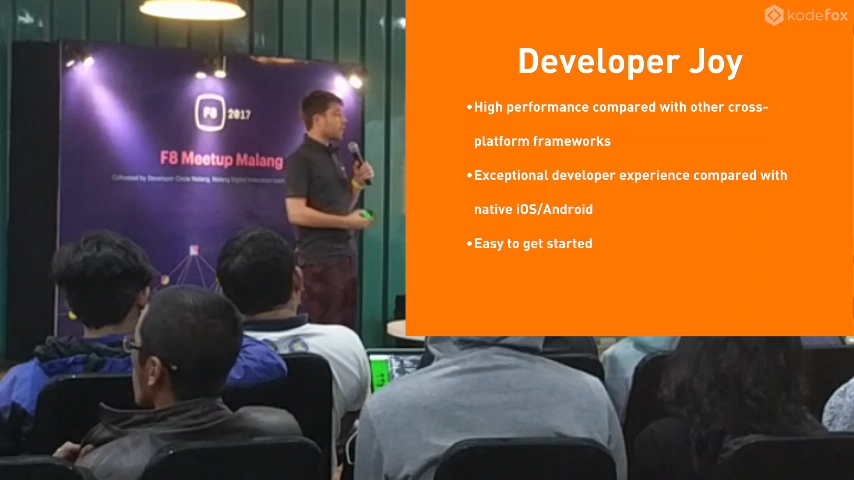 kodefox
Developer Joy
•High performance compared with other cross-
platform frameworks
•Exceptional developer experience compared with
native iOS/Android
•Easy to get started
F8 2017
F8 Meetup Malang